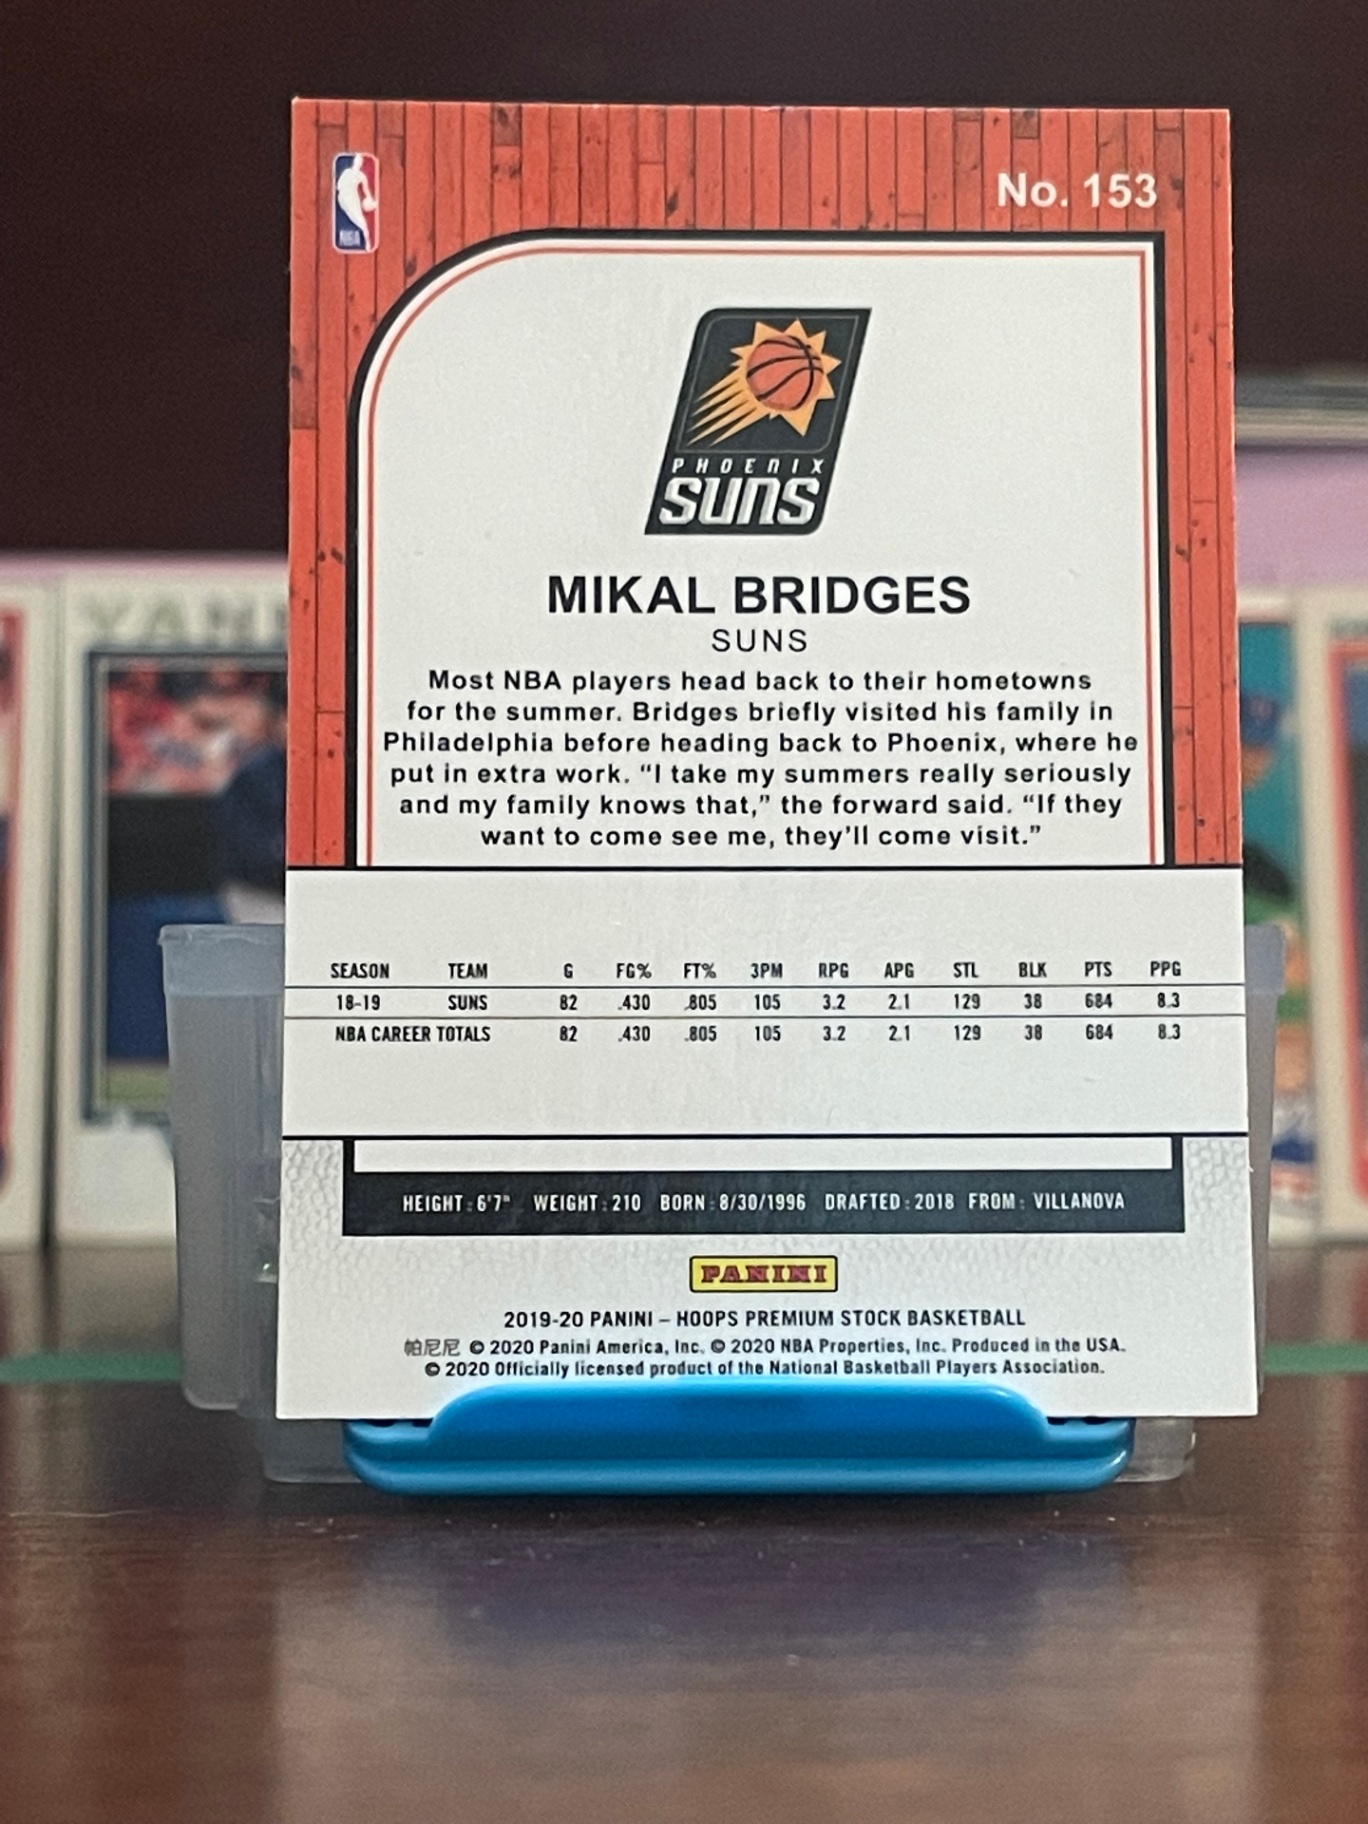 No. 153
NBA
PHOENIX
SUNS
MIKAL BRIDGES
SUNS
Most NBA players head back to their hometowns
for the summer. Bridges briefly visited his family in
Philadelphia before heading back to Phoenix, where he
put in extra work. “I take my summers really seriously
and my family knows that,” the forward said. “If they
want to come see me, they’ll come visit.”
SEASON TEAM G FG% FT% 3PM RPG APG STL BLK PTS PPG
18-19 SUNS 82 .430 .805 105 3.2 2.1 129 38 684 8.3
NBA CAREER TOTALS 82 .430 .805 105 3.2 2.1 129 38 684 8.3
HEIGHT: 6'7" WEIGHT: 210 BORN: 8/30/1996 DRAFTED: 2018 FROM: VILLANOVA
PANINI
2019-20 PANINI – HOOPS PREMIUM STOCK BASKETBALL
帕尼尼 © 2020 Panini America, Inc. © 2020 NBA Properties, Inc. Produced in the USA.
© 2020 Officially licensed product of the National Basketball Players Association.